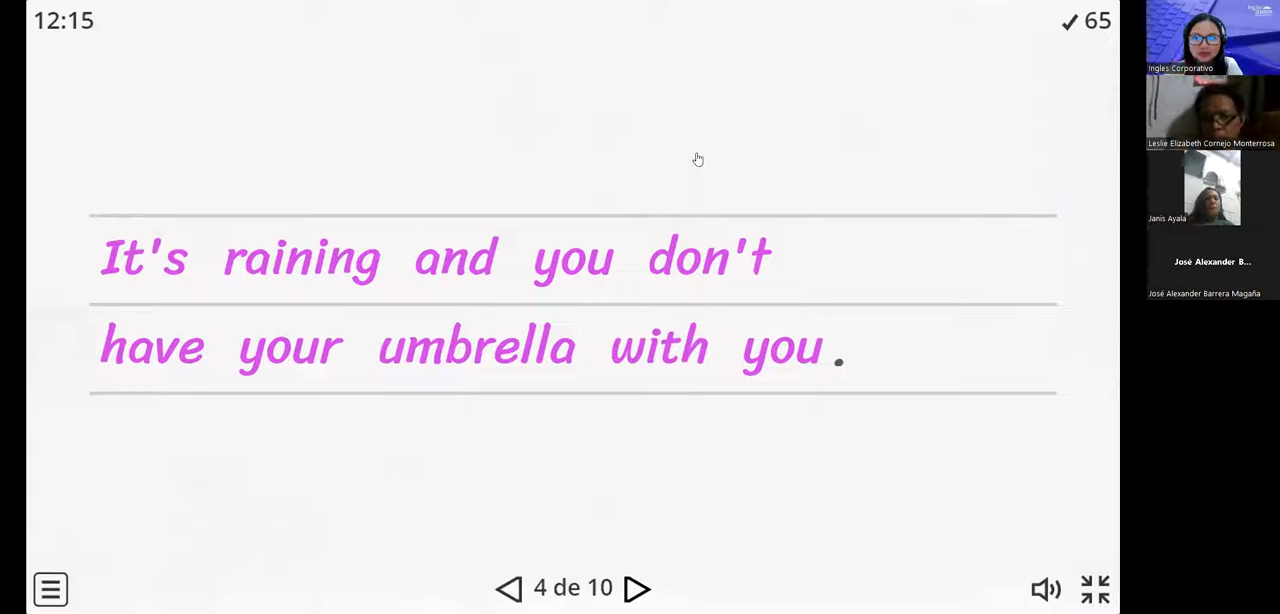 12:15
✓ 65
It's raining and you don't
have your umbrella with you.
4 de 10
Ingles Corporativo
Leslie Elizabeth Cornejo Monterrosa
Janis Ayala
José Alexander B...
José Alexander Barrera Magaña